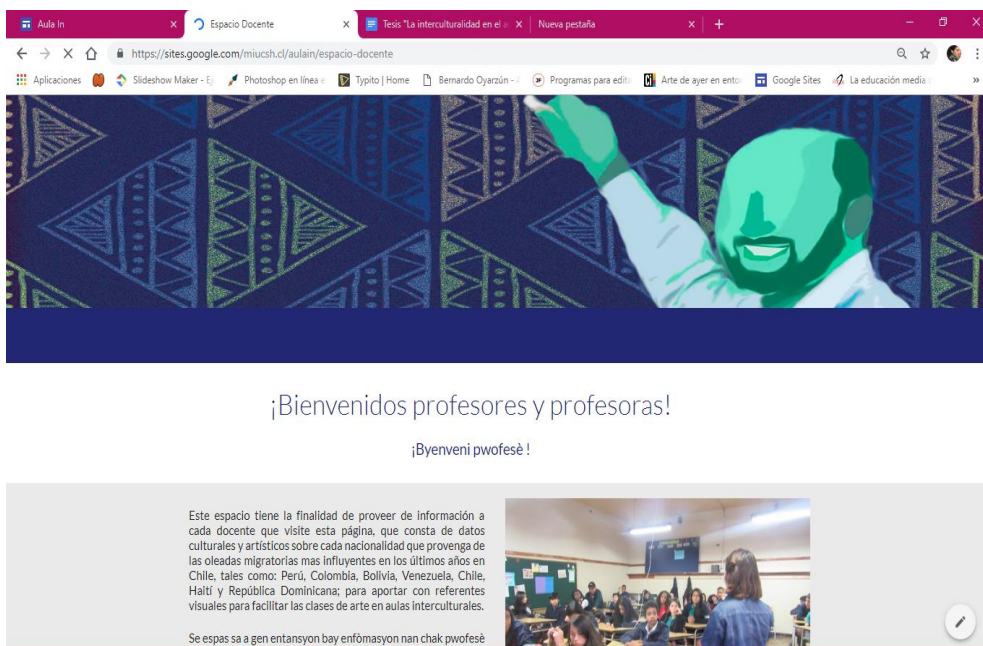 Aula In
Espacio Docente
Tesis "La interculturalidad en el a
Nueva pestaña
https://sites.google.com/miucsh.cl/aulain/espacio-docente
Aplicaciones
Slideshow Maker - Ej
Photoshop en línea e
Typito | Home
Bernardo Oyarzún - A
Programas para edita
Arte de ayer en entor
Google Sites
La educación media e
¡Bienvenidos profesores y profesoras!
¡Byenveni pwofesè !
Este espacio tiene la finalidad de proveer de información a
cada docente que visite esta página, que consta de datos
culturales y artísticos sobre cada nacionalidad que provenga de
las oleadas migratorias mas influyentes en los últimos años en
Chile, tales como: Perú, Colombia, Bolivia, Venezuela, Chile,
Haití y República Dominicana; para aportar con referentes
visuales para facilitar las clases de arte en aulas interculturales.
Se espas sa a gen entansyon bay enfòmasyon nan chak pwofesè